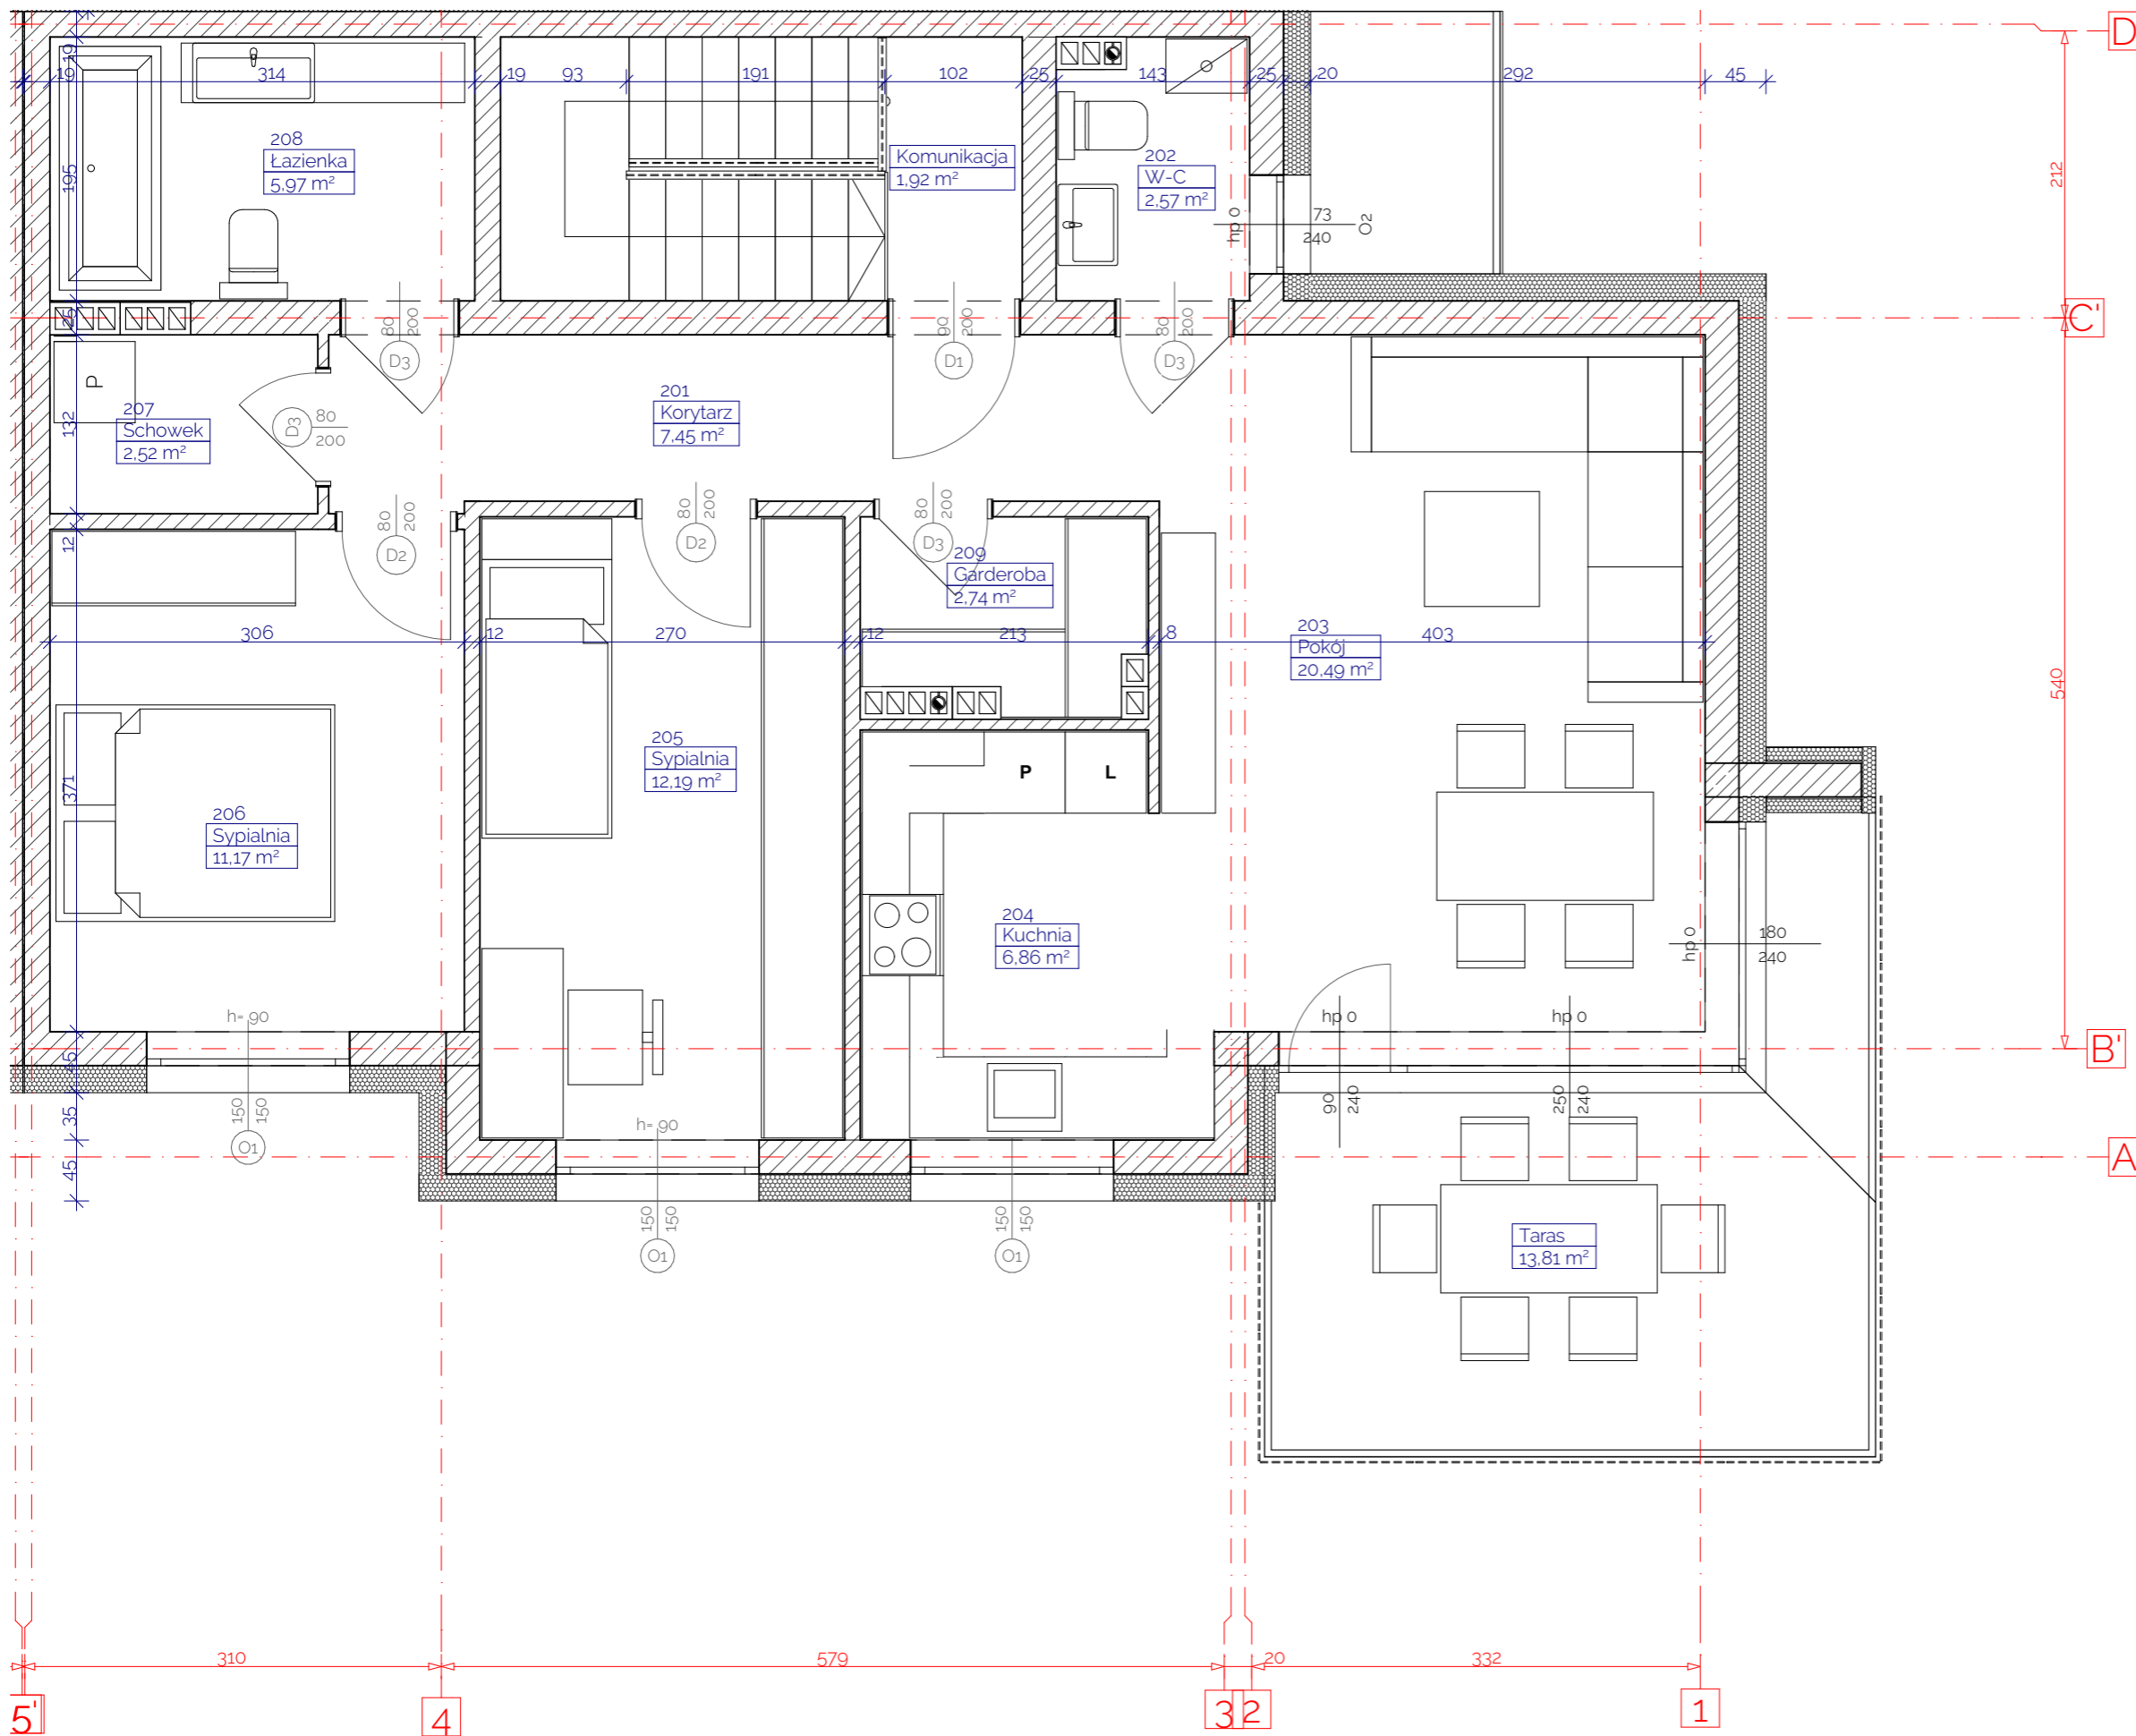 D
19
19
314
19
93
191
102
25
143
25
20
292
45
208
Łazienka
5,97 m²
195
Komunikacja
1,92 m²
202
W-C
2,57 m²
212
hp 0
73
240
O2
25
C'
80
200
D3
90
200
D1
80
200
D3
P
207
Schowek
2,52 m²
132
D3
80
200
201
Korytarz
7,45 m²
80
200
D2
80
200
D2
80
200
D3
12
209
Garderoba
2,74 m²
306
12
270
12
213
8
203
Pokój
20,49 m²
403
540
205
Sypialnia
12,19 m²
P
L
371
206
Sypialnia
11,17 m²
204
Kuchnia
6,86 m²
hp 0
180
240
h= 90
hp 0
hp 0
B'
45
35
45
150
150
O1
h= 90
90
240
250
240
A
150
150
O1
150
150
O1
Taras
13,81 m²
310
579
20
332
5'
4
3
2
1